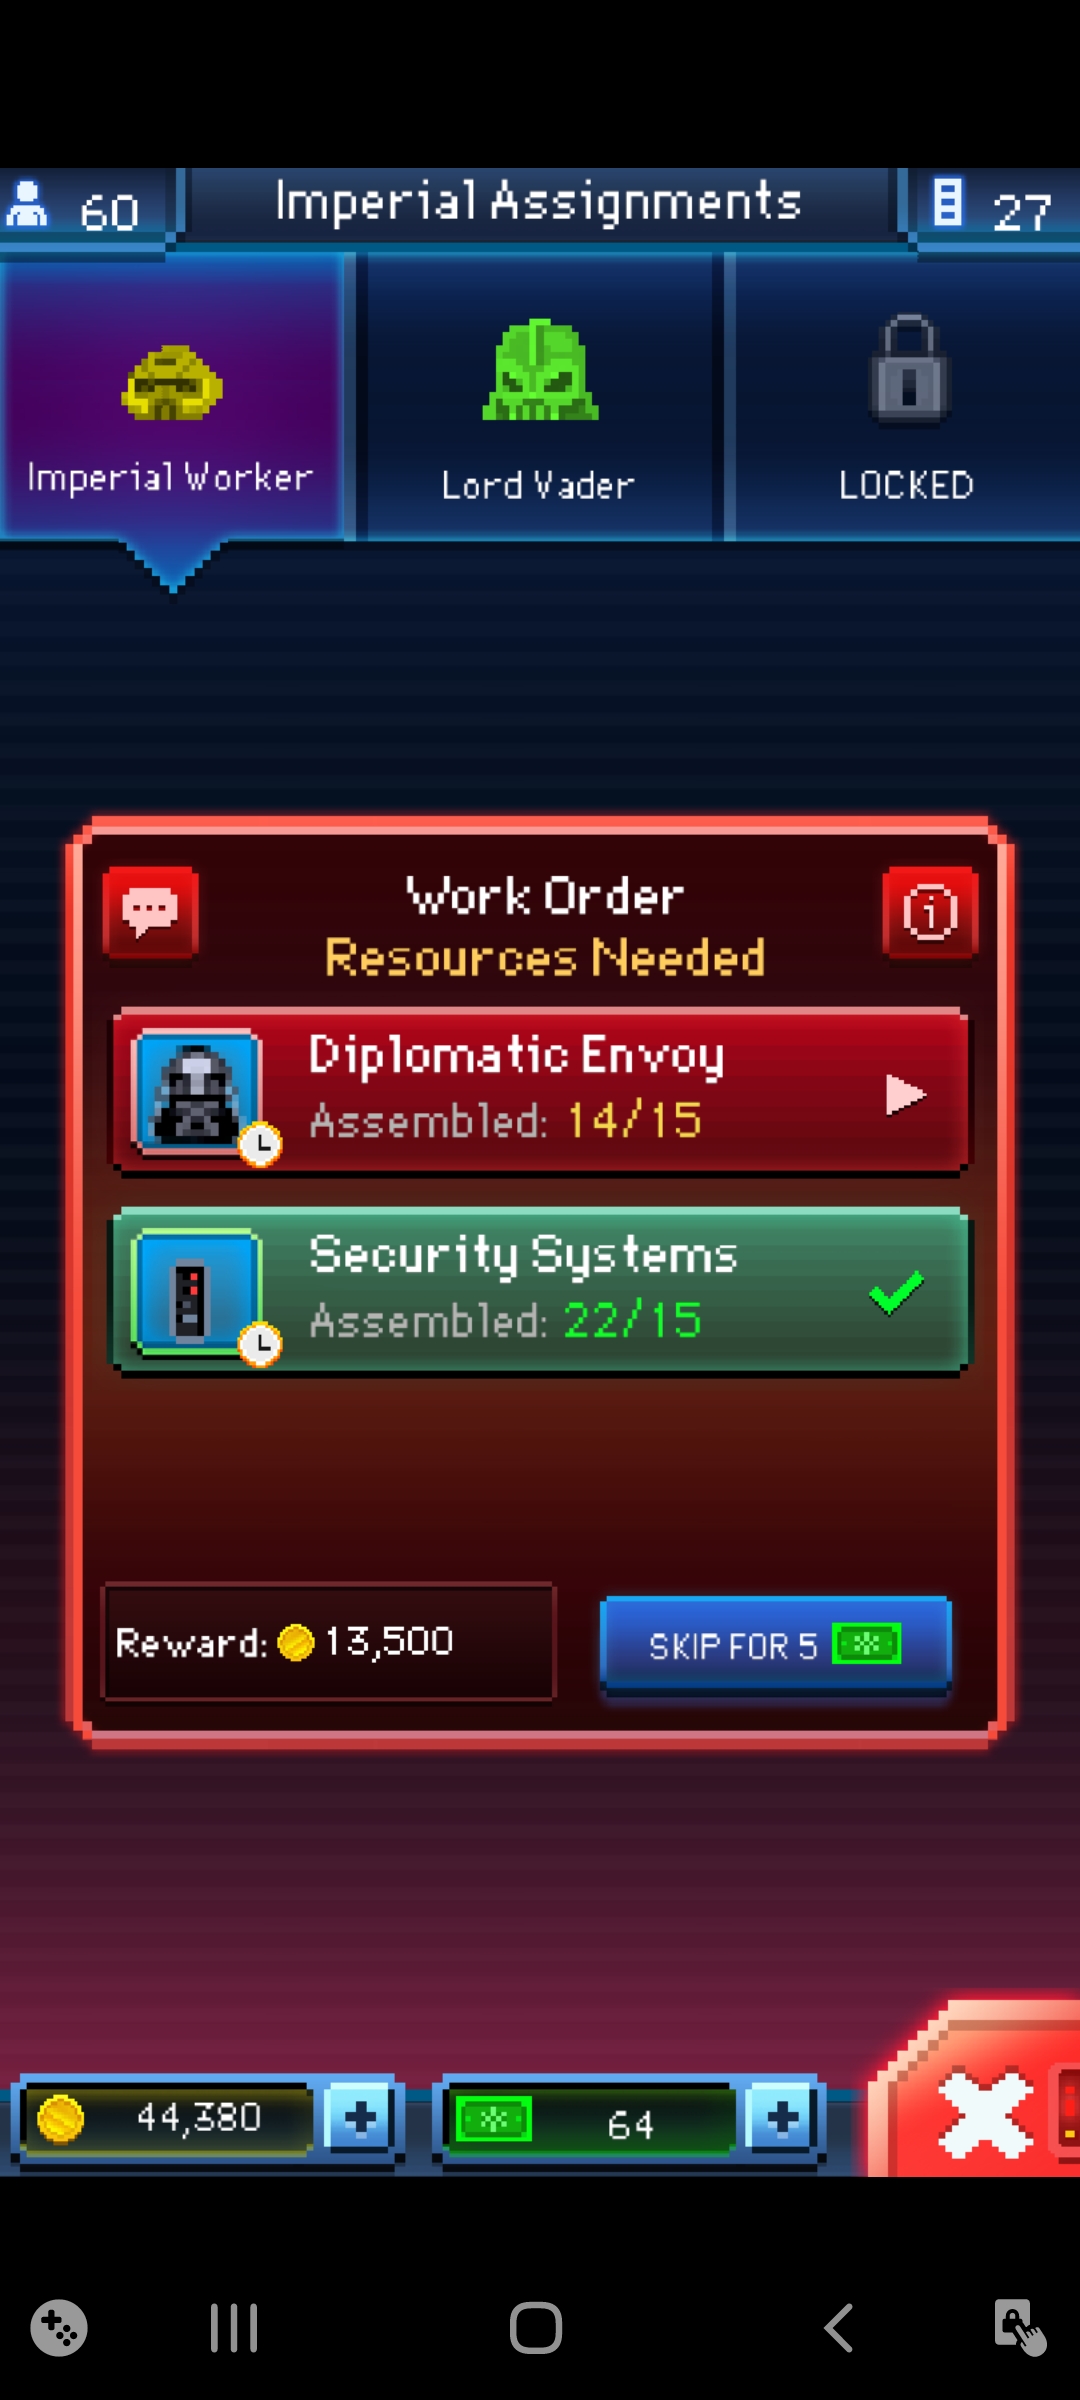 60
Imperial Assignments
27
Imperial Worker
Lord Vader
LOCKED
Work Order
Resources Needed
Diplomatic Envoy
Assembled: 14/15
Security Systems
Assembled: 22/15
Reward: 13,500
SKIP FOR 5
44,380
64